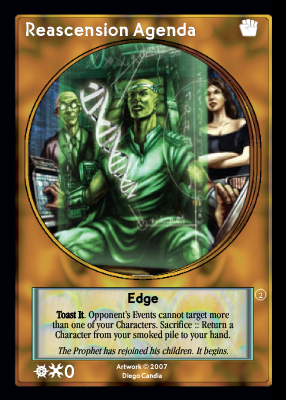 Reascension Agenda
Edge
Toast It. Opponent's Events cannot target more
than one of your Characters. Sacrifice :: Return a
Character from your smoked pile to your hand.
The Prophet has rejoined his children. It begins.
2
0
Artwork © 2007
Diego Candia